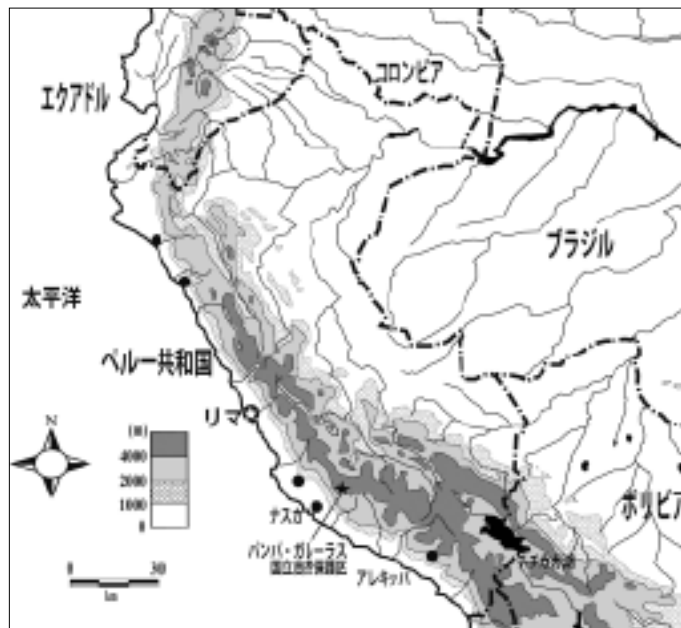 コロンビア
エクアドル
ブラジル
太平洋
ペルー共和国
N
リマ
(m)
4000
2000
1000
0
ボリビア
ナスカ
パンパ・ガレーラス
国立自然保護区
アレキッパ
0 30
km